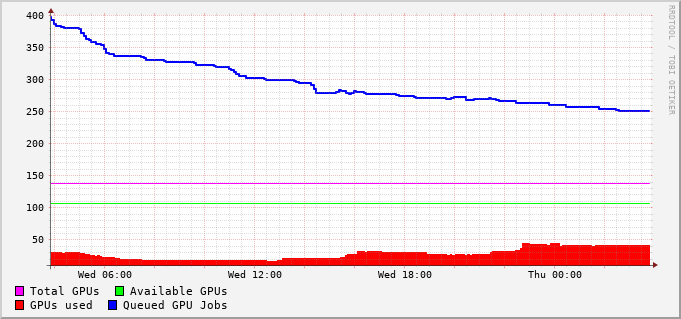 400
350
300
250
200
150
100
50
Wed 06:00 Wed 12:00 Wed 18:00 Thu 00:00
Total GPUs Available GPUs
GPUs used Queued GPU Jobs
RRDTOOL / TOBI OETIKER